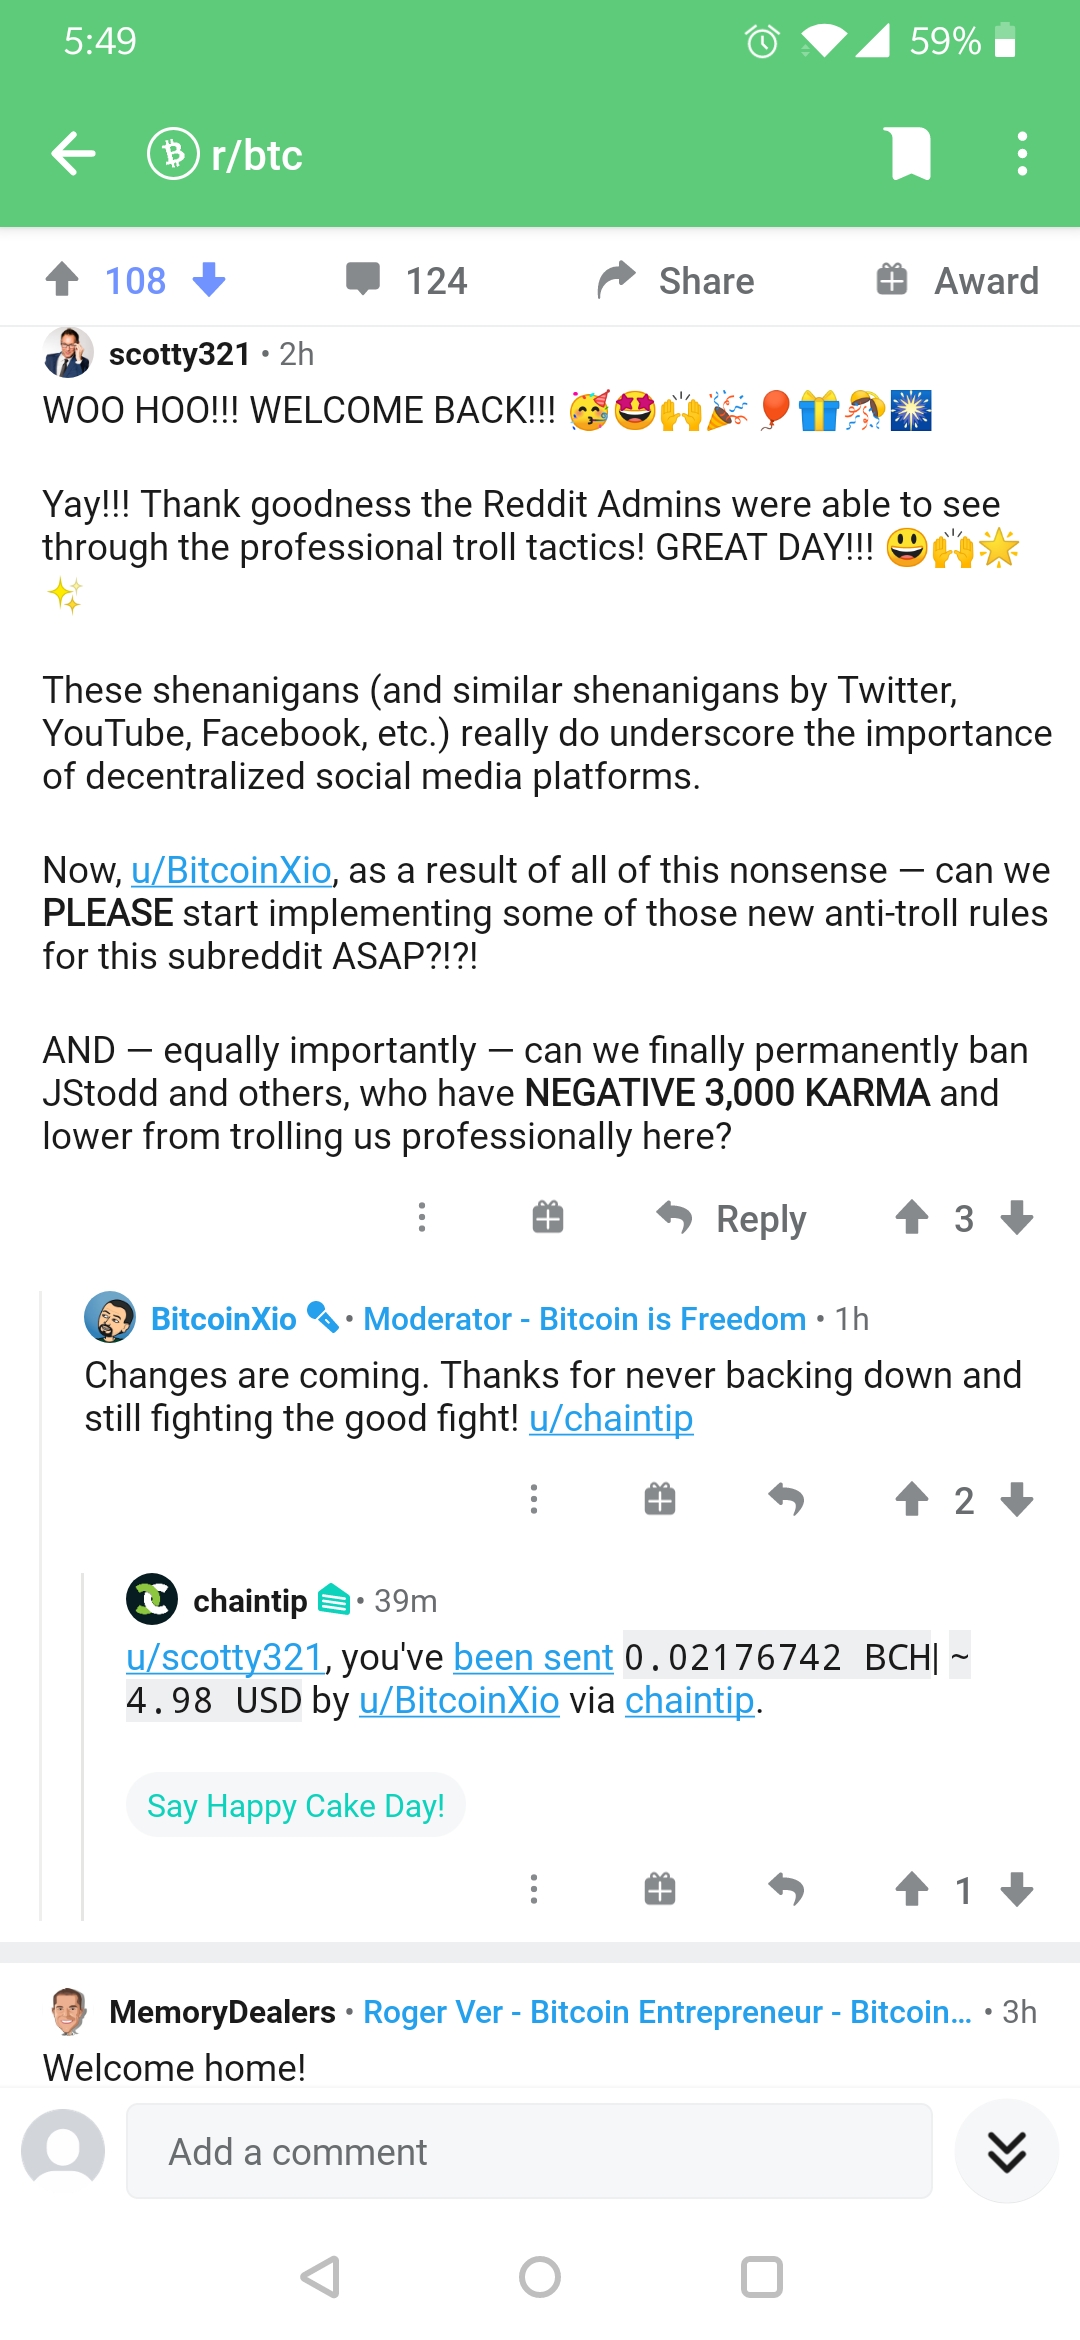 5:49
59%
r/btc
108
124
Share
Award
scotty321 • 2h
WOO HOO!!! WELCOME BACK!!! 🥳🤩🙌🎉🎈🎁🎊🎆
Yay!!! Thank goodness the Reddit Admins were able to see
through the professional troll tactics! GREAT DAY!!! 😃🙌🌟
✨
These shenanigans (and similar shenanigans by Twitter,
YouTube, Facebook, etc.) really do underscore the importance
of decentralized social media platforms.
Now, u/BitcoinXio, as a result of all of this nonsense — can we
PLEASE start implementing some of those new anti-troll rules
for this subreddit ASAP?!?!
AND — equally importantly — can we finally permanently ban
JStodd and others, who have NEGATIVE 3,000 KARMA and
lower from trolling us professionally here?
Reply
3
BitcoinXio • Moderator - Bitcoin is Freedom • 1h
Changes are coming. Thanks for never backing down and
still fighting the good fight! u/chaintip
2
chaintip • 39m
u/scotty321, you've been sent 0.02176742 BCH| ~
4.98 USD by u/BitcoinXio via chaintip.
Say Happy Cake Day!
1
MemoryDealers • Roger Ver - Bitcoin Entrepreneur - Bitcoin... • 3h
Welcome home!
Add a comment